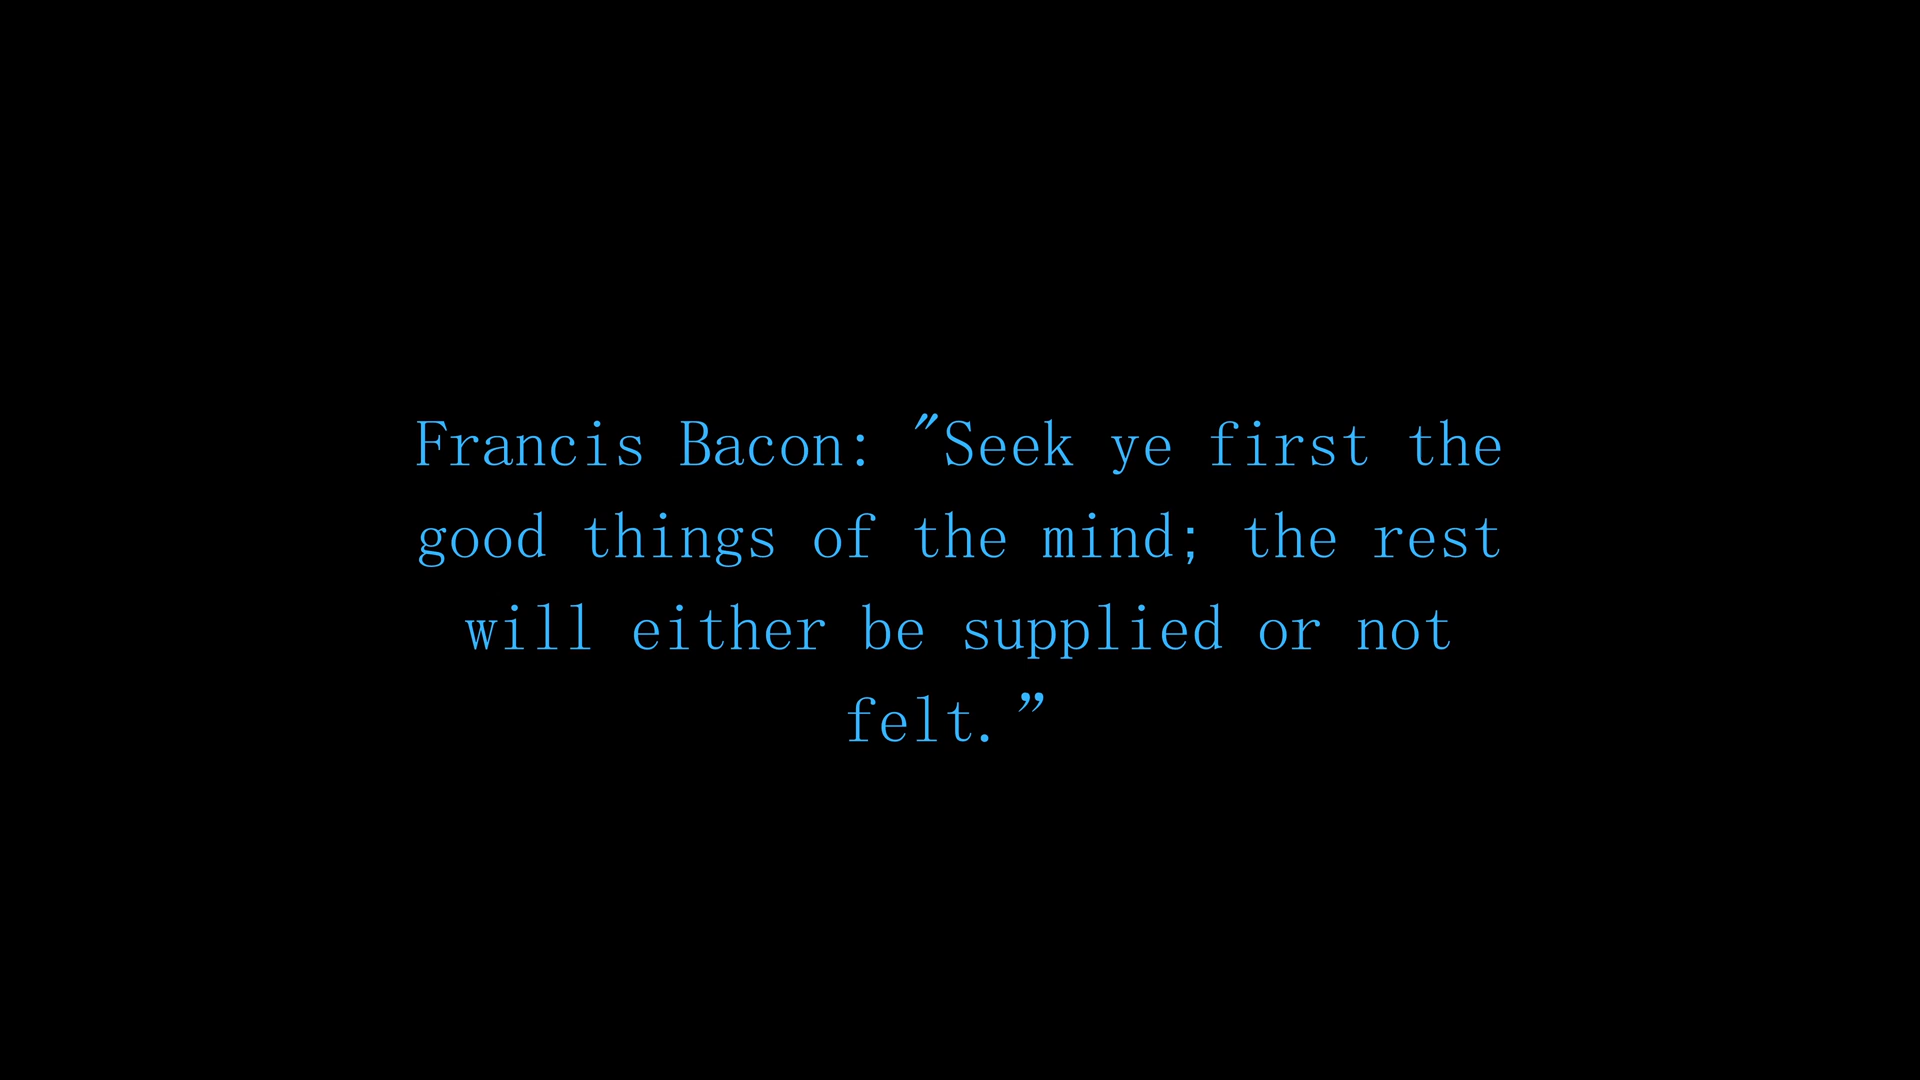 Francis Bacon: "Seek ye first the
good things of the mind; the rest
will either be supplied or not
felt.”